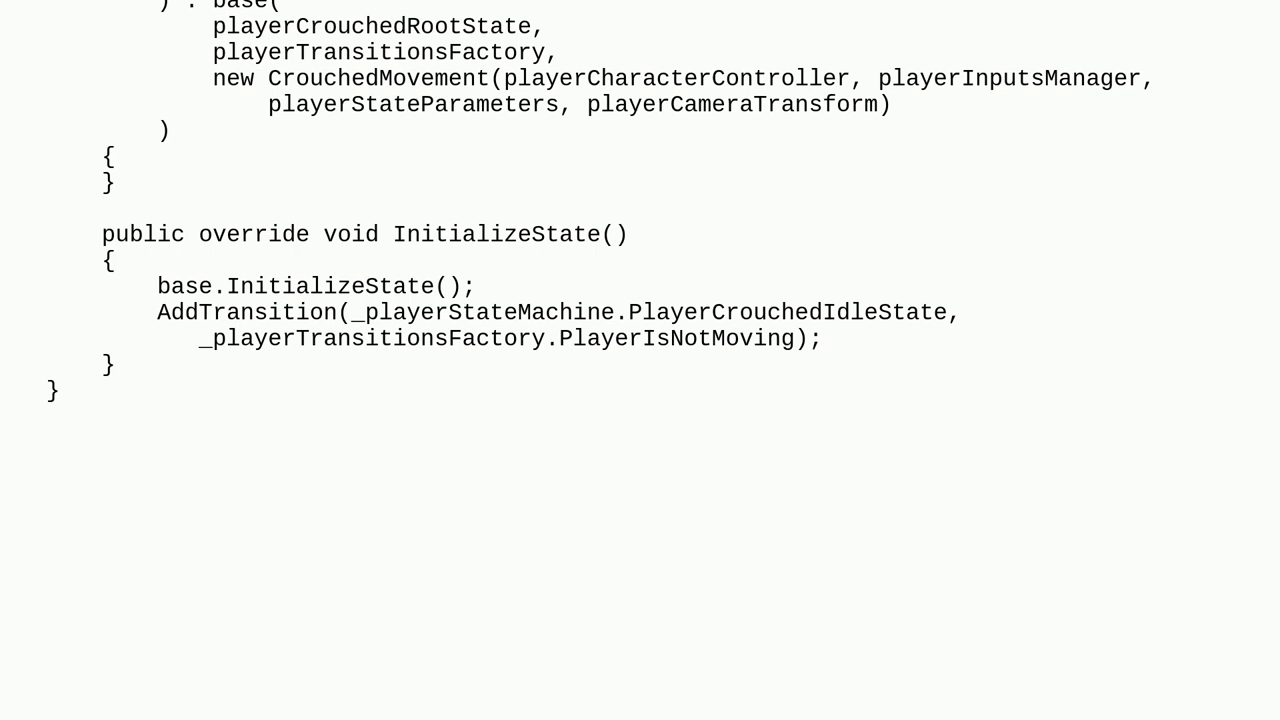 ) : base(
playerCrouchedRootState,
playerTransitionsFactory,
new CrouchedMovement(playerCharacterController, playerInputsManager,
playerStateParameters, playerCameraTransform)
)
{
}
public override void InitializeState()
{
base.InitializeState();
AddTransition(_playerStateMachine.PlayerCrouchedIdleState,
_playerTransitionsFactory.PlayerIsNotMoving);
}
}